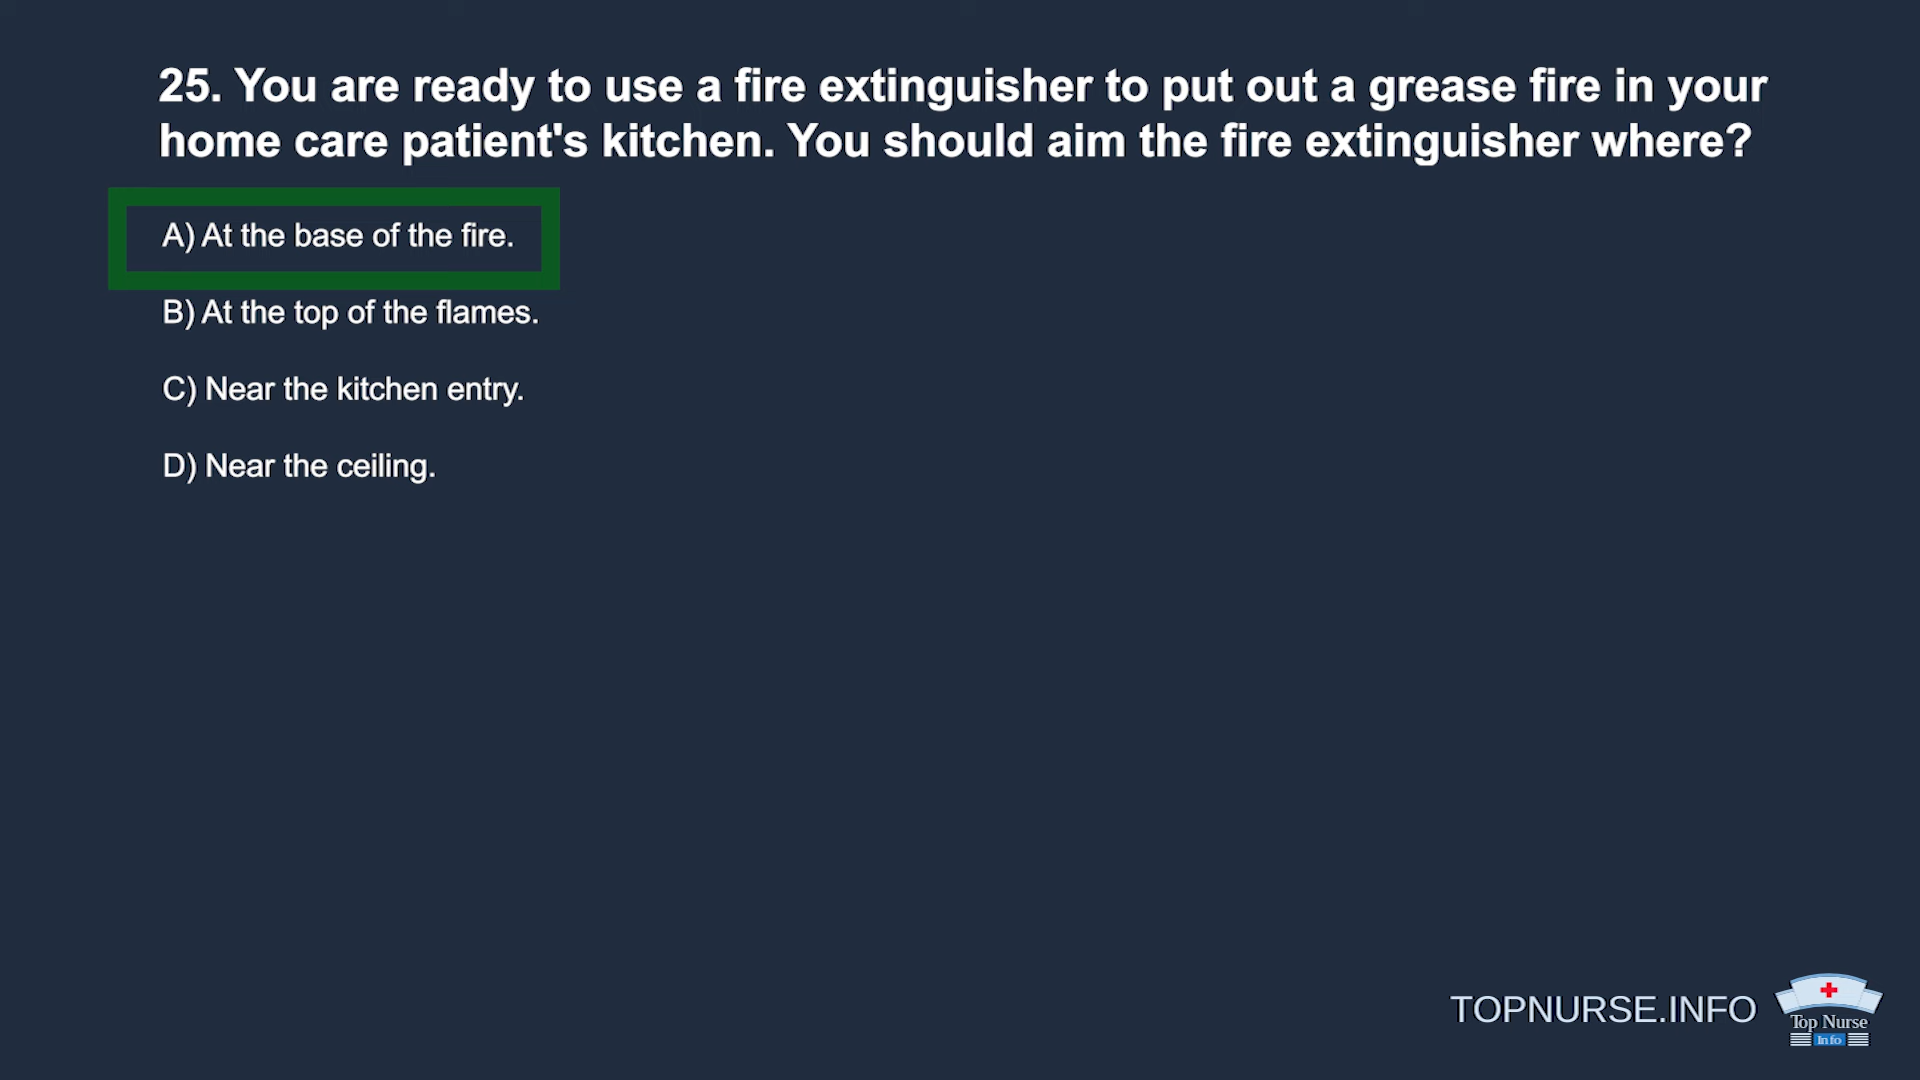 25. You are ready to use a fire extinguisher to put out a grease fire in your
home care patient's kitchen. You should aim the fire extinguisher where?
A) At the base of the fire.
B) At the top of the flames.
C) Near the kitchen entry.
D) Near the ceiling.
TOPNURSE.INFO
Top Nurse
Info